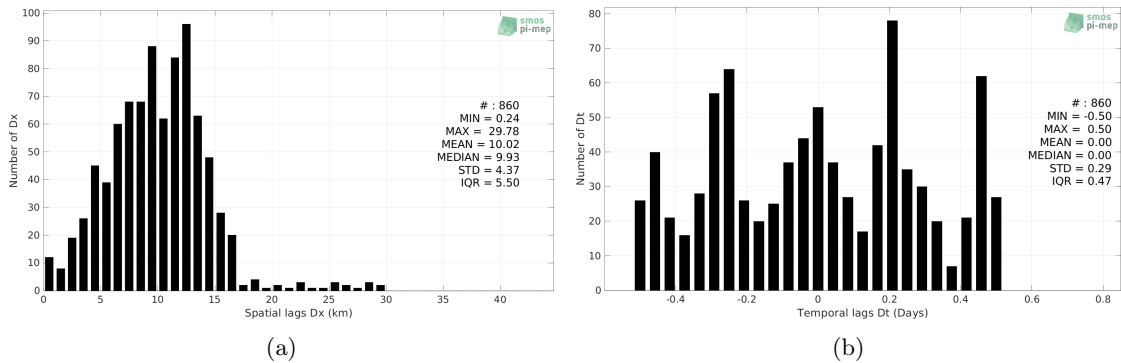 100
90
80
70
60
50
40
30
20
10
0
Number of Dx
smos
pi-mep
# : 860
MIN = 0.24
MAX = 29.78
MEAN = 10.02
MEDIAN = 9.93
STD = 4.37
IQR = 5.50
0 5 10 15 20 25 30 35 40
Spatial lags Dx (km)
(a)
80
70
60
50
40
30
20
10
0
Number of Dt
smos
pi-mep
# : 860
MIN = -0.50
MAX = 0.50
MEAN = 0.00
MEDIAN = 0.00
STD = 0.29
IQR = 0.47
-0.4 -0.2 0 0.2 0.4 0.6 0.8
Temporal lags Dt (Days)
(b)